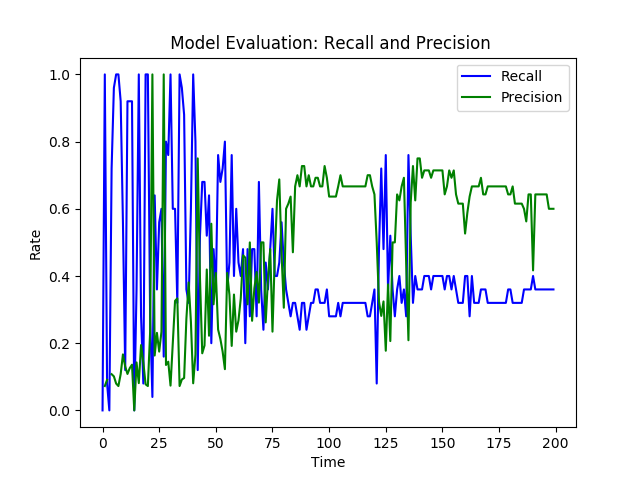 Model Evaluation: Recall and Precision
Recall
Precision
1.0
0.8
0.6
0.4
0.2
0.0
Rate
0 25 50 75 100 125 150 175 200
Time